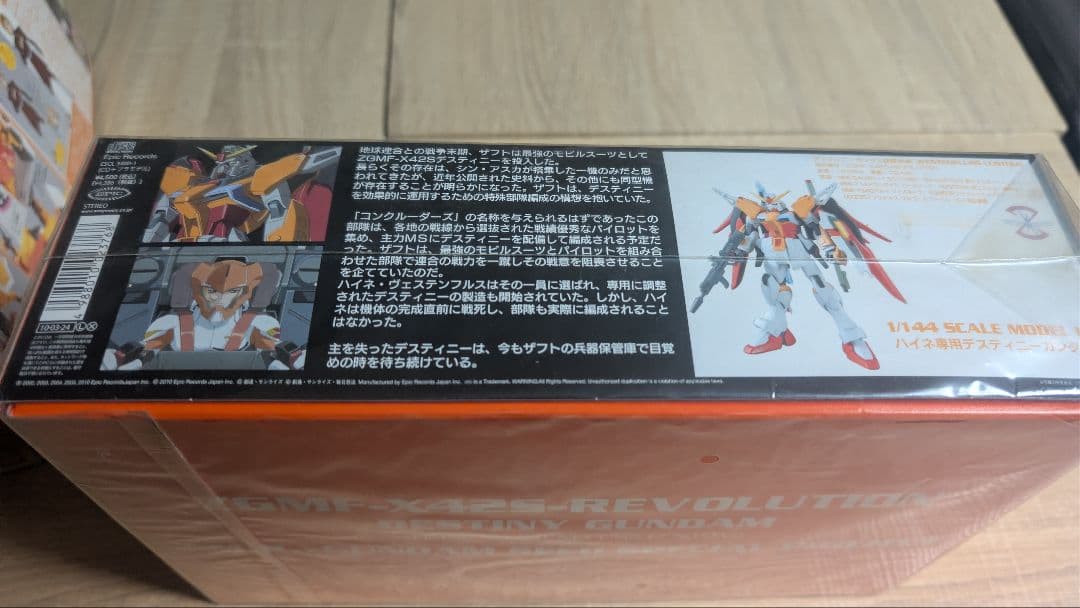 Epic Records
STEREO
10・03・24
地球連合との戦争末期、ザフトは最強のモビルスーツとして
ZGMF-X42Sデスティニーを投入した。
長らくその存在は、シン・アスカが搭乗した一機のみだと思
われてきたが、近年公開された史料から、その他にも同型機
が存在することが明らかになった。ザフトは、デスティニー
を効果的に運用するための特殊部隊編成の構想を抱いていた。
「コンクルーダーズ」の名称を与えられるはずであったこの
部隊は、各地の戦線から選抜された戦績優秀なパイロットを
集め、主力MSにデスティニーを配備して編成される予定だ
った。ザフトは、最強のモビルスーツとパイロットを組み合
わせた部隊で連合の戦力を一蹴しその戦意を阻喪させること
を企てていたのだ。
ハイネ・ヴェステンフルスはその一員に選ばれ、専用に調整
されたデスティニーの製造も開始されていた。しかし、ハイ
ネは機体の完成直前に戦死し、部隊も実際に編成されることは
はなかった。
主を失ったデスティニーは、今もザフトの兵器保管庫で目覚
めの時を待ち続けている。
1/144 SCALE MODEL
ハイネ専用デスティニーガンダ
ZGMF-X42S-REVOLUTION
DESTINY GUNDAM